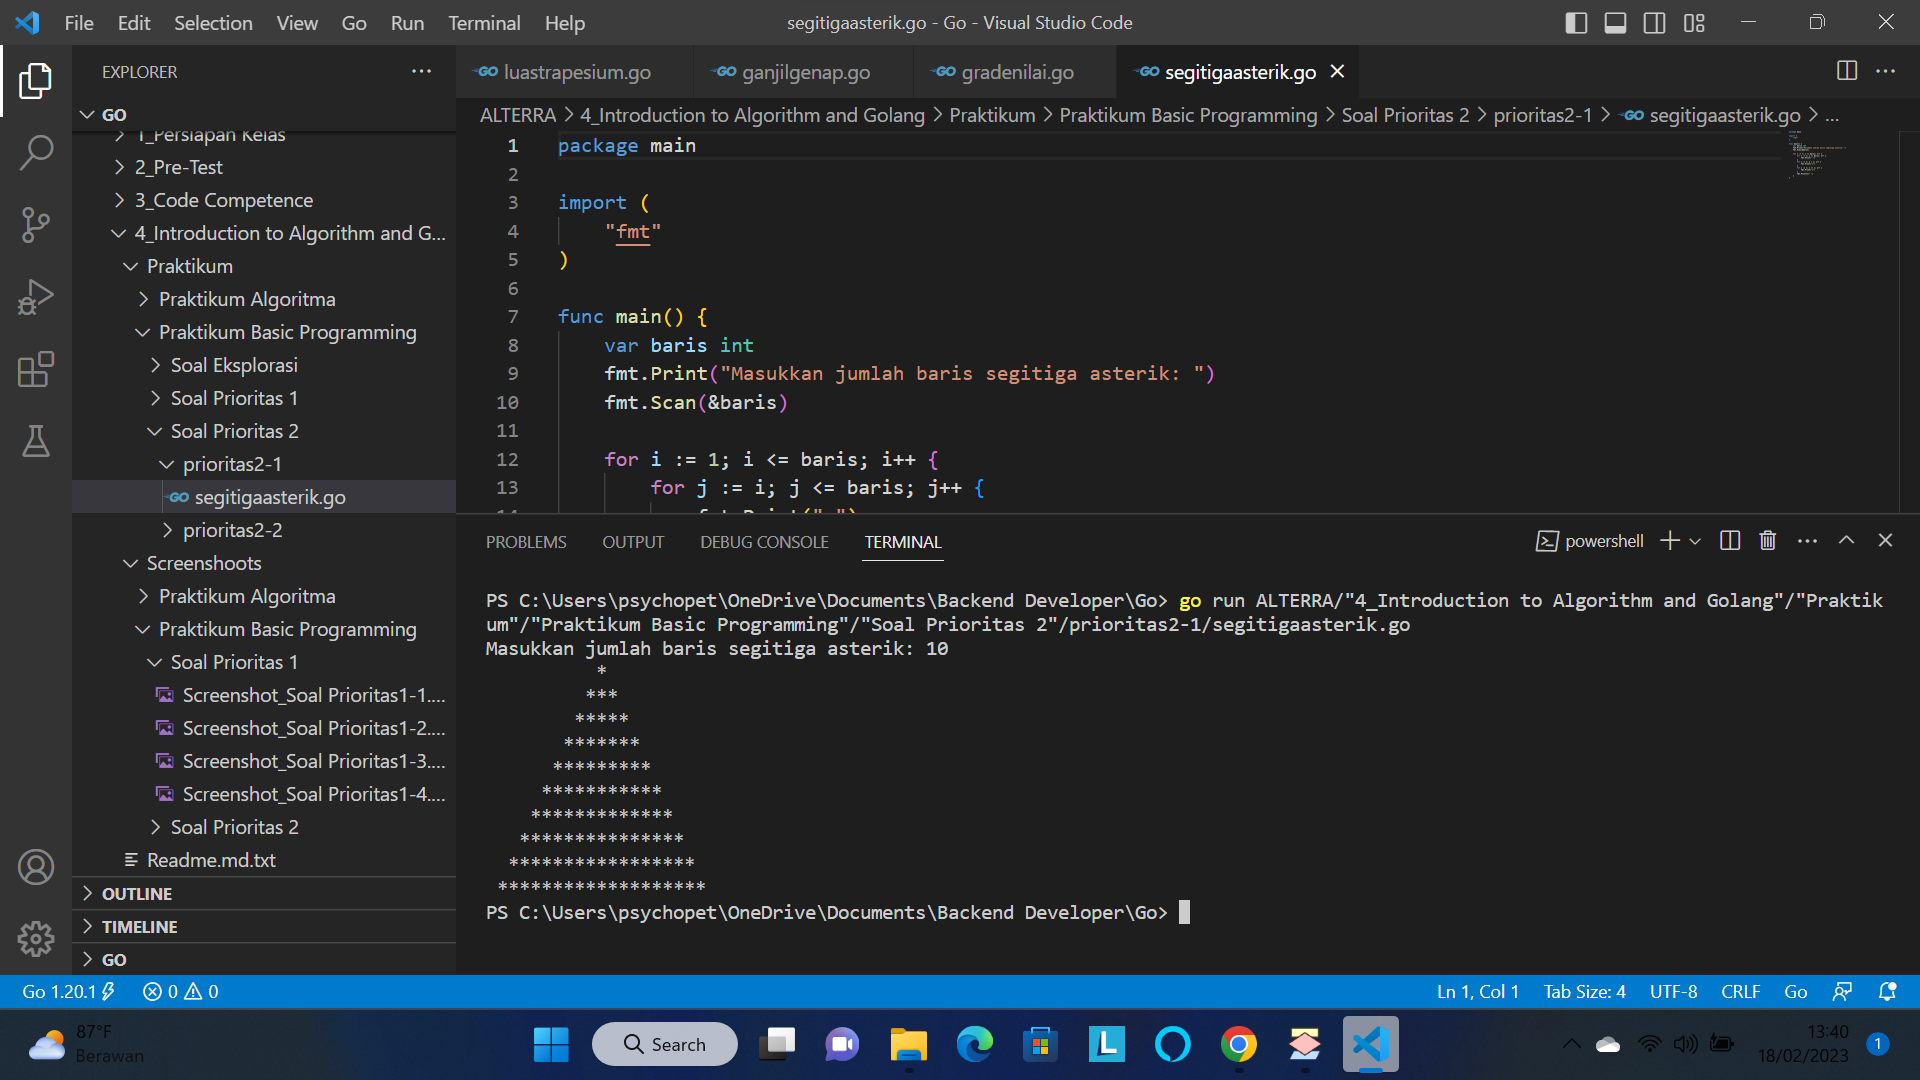 File Edit Selection View Go Run Terminal Help
segitigaasterik.go - Go - Visual Studio Code
EXPLORER
GO
1_Persiapan Kelas
2_Pre-Test
3_Code Competence
4_Introduction to Algorithm and G...
Praktikum
Praktikum Algoritma
Praktikum Basic Programming
Soal Eksplorasi
Soal Prioritas 1
Soal Prioritas 2
prioritas2-1
segitigaasterik.go
prioritas2-2
Screenshoots
Praktikum Algoritma
Praktikum Basic Programming
Soal Prioritas 1
Screenshot_Soal Prioritas1-1....
Screenshot_Soal Prioritas1-2....
Screenshot_Soal Prioritas1-3....
Screenshot_Soal Prioritas1-4....
Soal Prioritas 2
Readme.md.txt
OUTLINE
TIMELINE
GO
luastrapesium.go ganjilgenap.go gradenilai.go segitigaasterik.go
ALTERRA > 4_Introduction to Algorithm and Golang > Praktikum > Praktikum Basic Programming > Soal Prioritas 2 > prioritas2-1 > segitigaasterik.go > ...
1 package main
2
3 import (
4 "fmt"
5 )
6
7 func main() {
8 var baris int
9 fmt.Print("Masukkan jumlah baris segitiga asterik: ")
10 fmt.Scan(&baris)
11
12 for i := 1; i <= baris; i++ {
13 for j := i; j <= baris; j++ {
14 fmt.Print(" ")
PROBLEMS OUTPUT DEBUG CONSOLE TERMINAL
powershell
PS C:\Users\psychopet\OneDrive\Documents\Backend Developer\Go> go run ALTERRA/"4_Introduction to Algorithm and Golang"/"Praktik
um"/"Praktikum Basic Programming"/"Soal Prioritas 2"/prioritas2-1/segitigaasterik.go
Masukkan jumlah baris segitiga asterik: 10
          *
         ***
        *****
       *******
      *********
     ***********
    *************
   ***************
  *****************
 *******************
PS C:\Users\psychopet\OneDrive\Documents\Backend Developer\Go>
Go 1.20.1 0 0
Ln 1, Col 1 Tab Size: 4 UTF-8 CRLF Go
87°F
Berawan
Search
L
13:40
18/02/2023
1